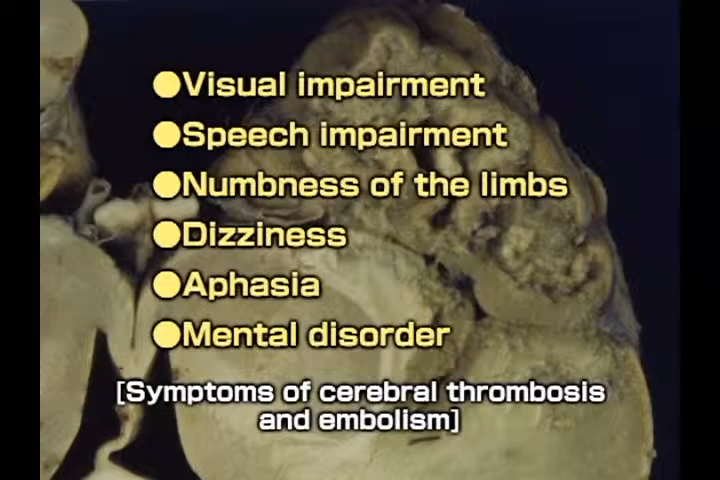 ●Visual impairment
●Speech impairment
●Numbness of the limbs
●Dizziness
●Aphasia
●Mental disorder
[Symptoms of cerebral thrombosis
and embolism]